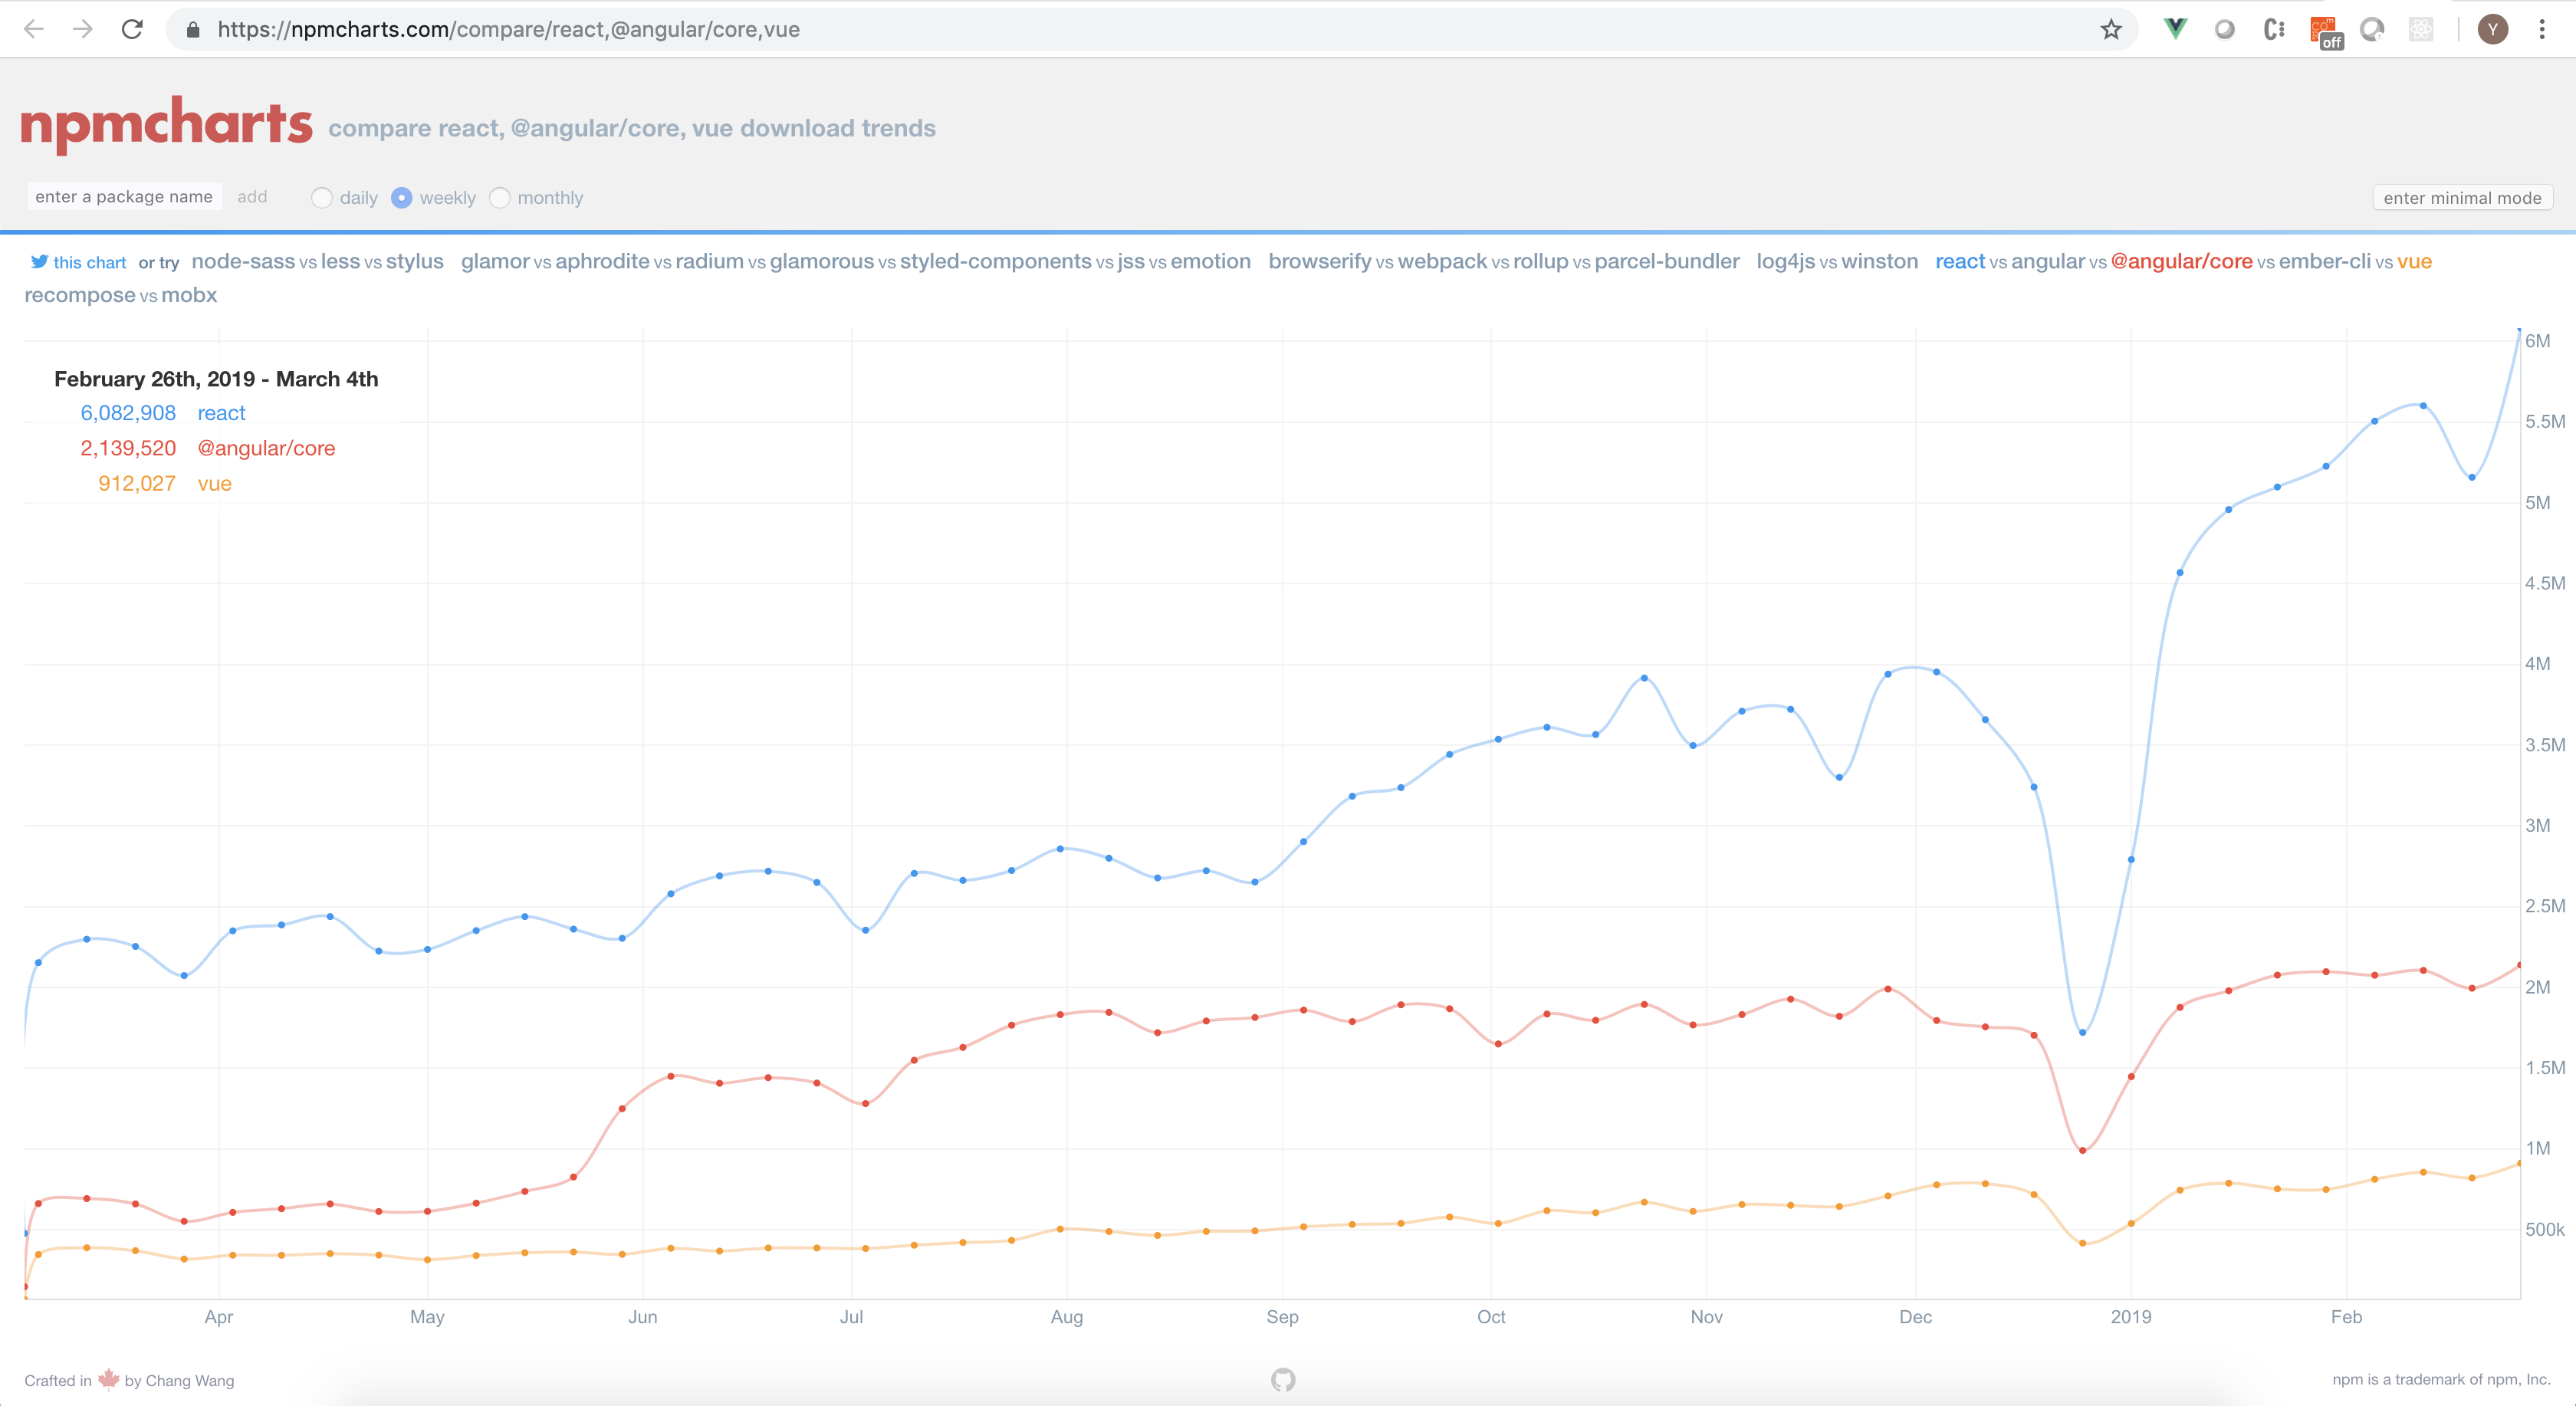 https://npmcharts.com/compare/react,@angular/core,vue
off
Y
npmcharts compare react, @angular/core, vue download trends
enter a package name add daily weekly monthly enter minimal mode
this chart or try node-sass vs less vs stylus glamor vs aphrodite vs radium vs glamorous vs styled-components vs jss vs emotion browserify vs webpack vs rollup vs parcel-bundler log4js vs winston react vs angular vs @angular/core vs ember-cli vs vue
recompose vs mobx
February 26th, 2019 - March 4th
6,082,908 react
2,139,520 @angular/core
912,027 vue
6M
5.5M
5M
4.5M
4M
3.5M
3M
2.5M
2M
1.5M
1M
500k
Apr May Jun Jul Aug Sep Oct Nov Dec 2019 Feb
Crafted in by Chang Wang
npm is a trademark of npm, Inc.